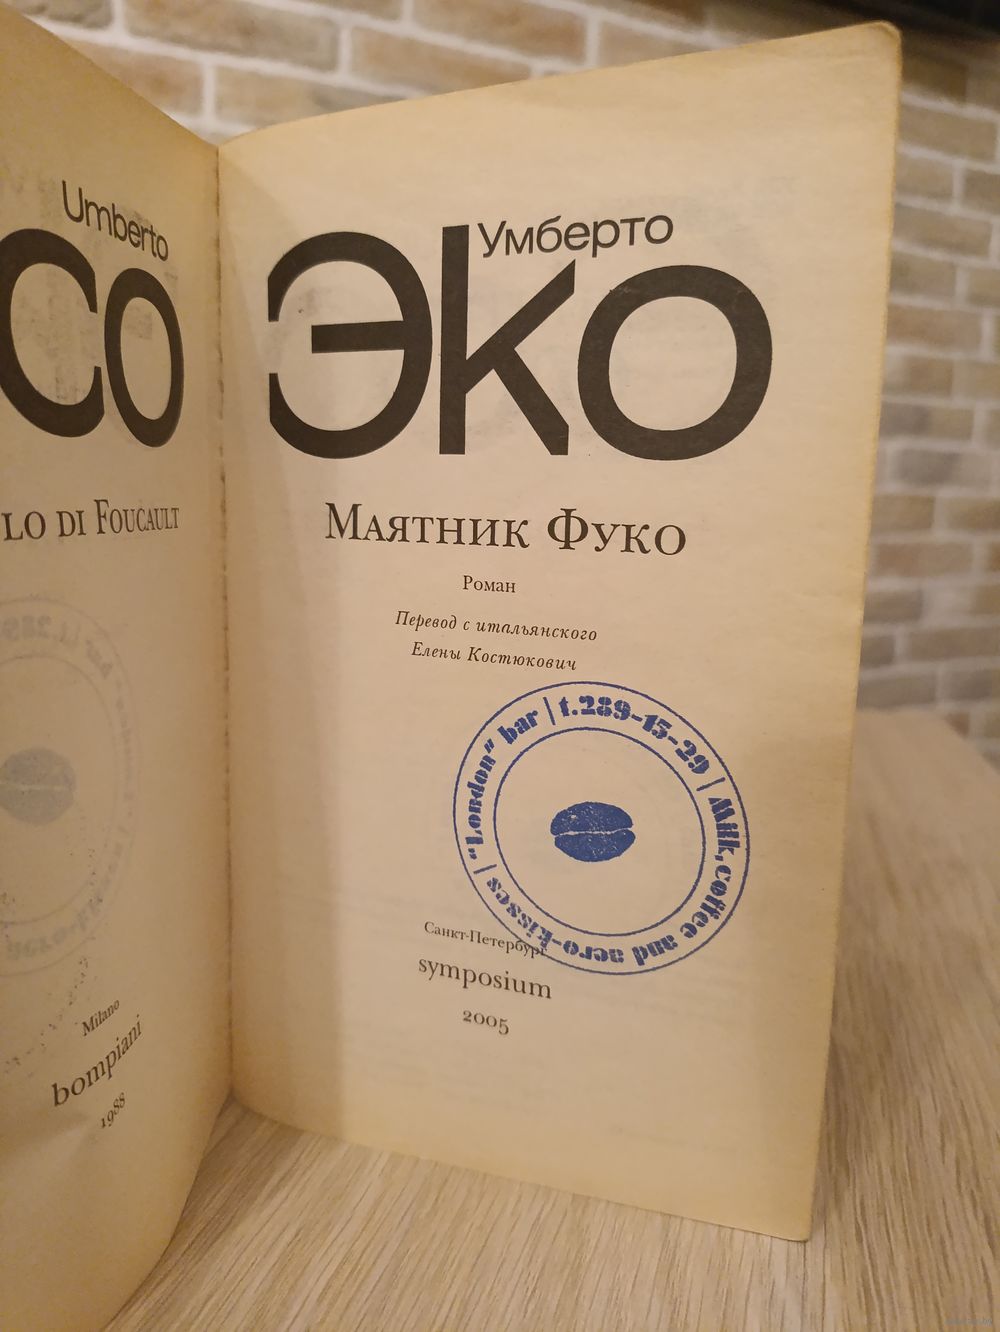 Umberto
co
LO DI FOUCAULT
Milano
bompiani
1988
Умберто
Эко
Маятник Фуко
Роман
Перевод с итальянского
Елены Костюкович
"London" bar | t.289-15-29 | Milk, coffee and aero-kisses |
Санкт-Петербург
symposium
2005